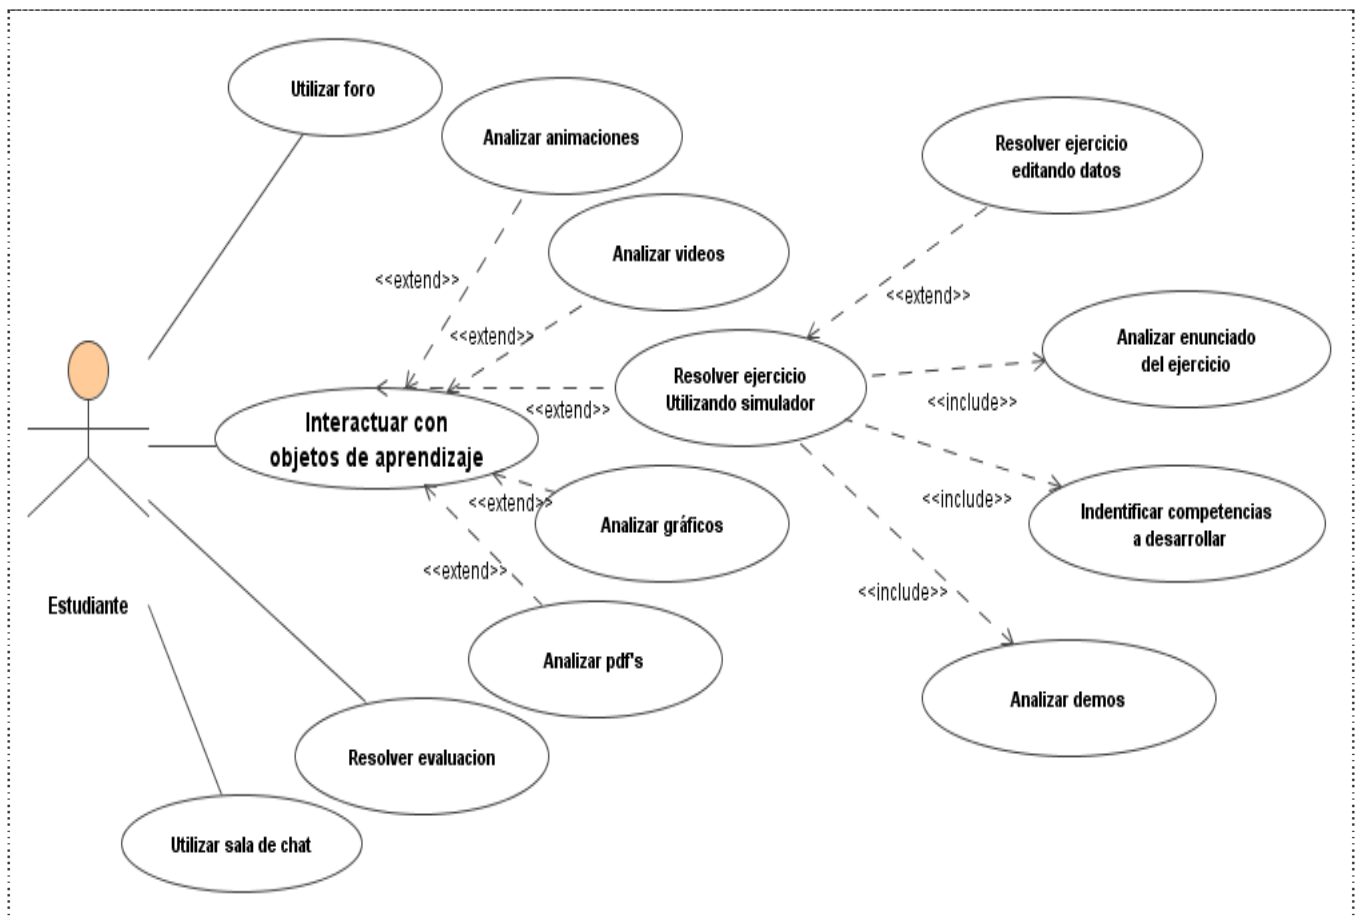 Utilizar foro
Analizar animaciones
Resolver ejercicio
editando datos
Analizar videos
<<extend>>
<<extend>>
<<extend>>
Analizar enunciado
del ejercicio
Resolver ejercicio
Utilizando simulador
<<include>>
<<extend>>
Interactuar con
objetos de aprendizaje
<<extend>>
<<include>>
Indentificar competencias
a desarrollar
Analizar gráficos
<<extend>>
<<include>>
Estudiante
Analizar pdf's
Analizar demos
Resolver evaluacion
Utilizar sala de chat